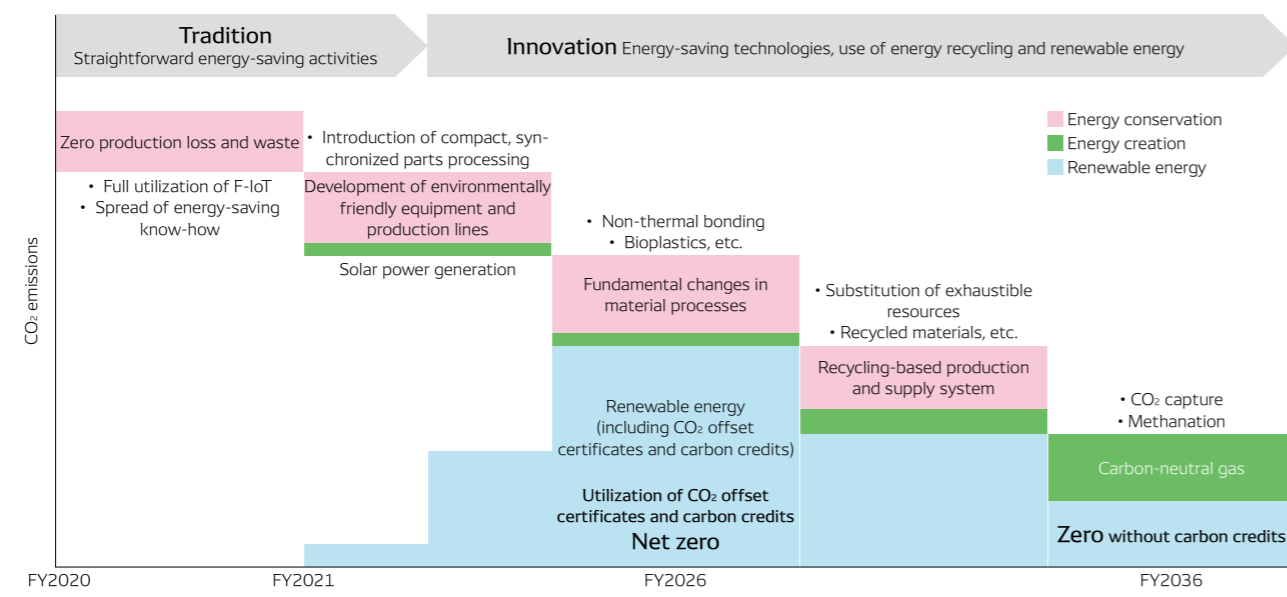 Tradition
Straightforward energy-saving activities
Innovation Energy-saving technologies, use of energy recycling and renewable energy
Energy conservation
Energy creation
Renewable energy
CO₂ emissions
Zero production loss and waste
• Full utilization of F-IoT
• Spread of energy-saving
know-how
• Introduction of compact, syn-
chronized parts processing
Development of environmentally
friendly equipment and
production lines
Solar power generation
• Non-thermal bonding
• Bioplastics, etc.
Fundamental changes in
material processes
Renewable energy
(including CO₂ offset
certificates and carbon credits)
Utilization of CO₂ offset
certificates and carbon credits
Net zero
• Substitution of exhaustible
resources
• Recycled materials, etc.
Recycling-based production
and supply system
• CO₂ capture
• Methanation
Carbon-neutral gas
Zero without carbon credits
FY2020
FY2021
FY2026
FY2036